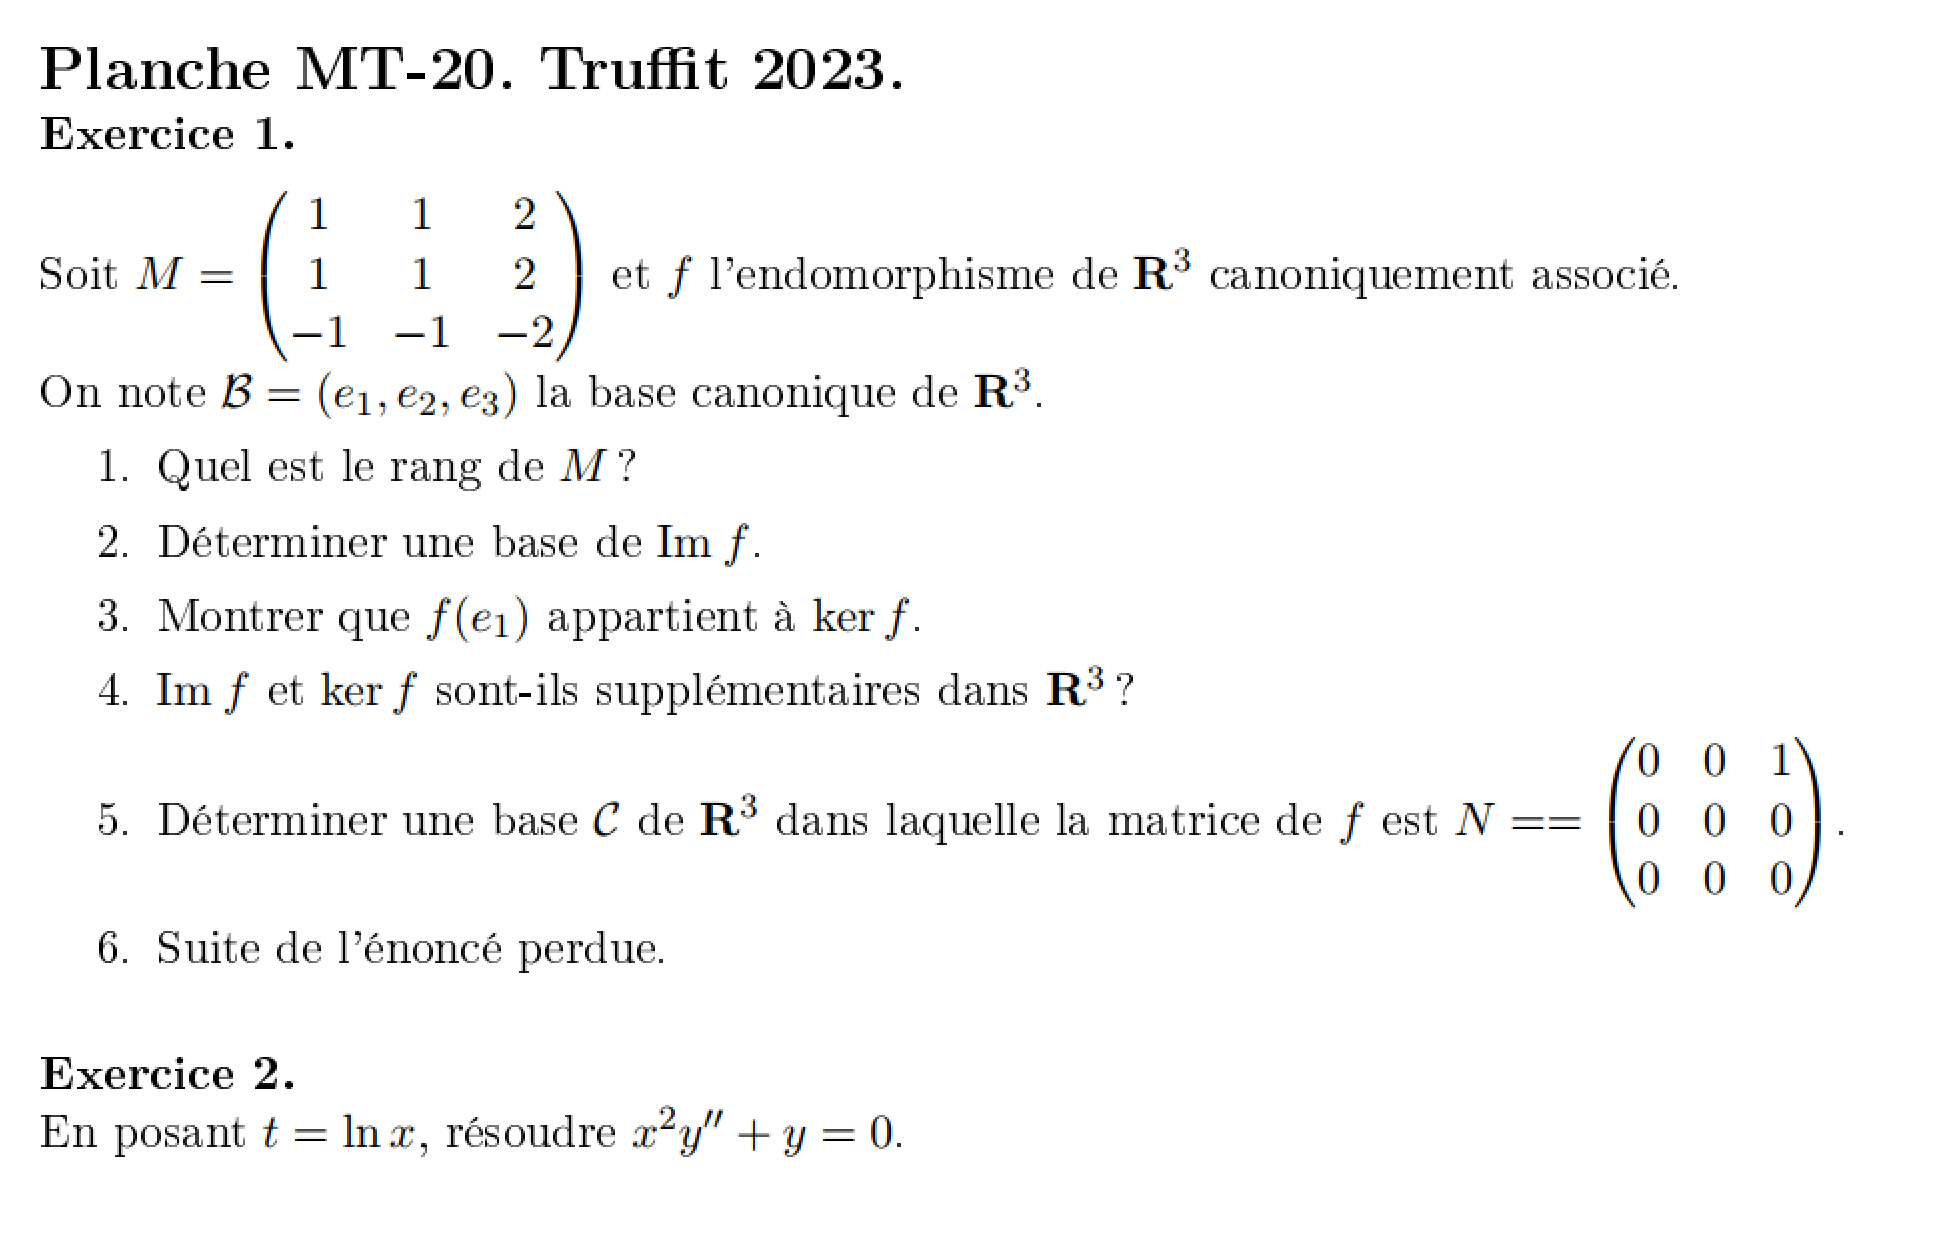 Planche MT-20. Truffit 2023.
Exercice 1.
Soit $M = \begin{pmatrix} 1 & 1 & 2 \\ 1 & 1 & 2 \\ -1 & -1 & -2 \end{pmatrix}$ et $f$ l'endomorphisme de $\mathbf{R}^3$ canoniquement associé.
On note $\mathcal{B} = (e_1, e_2, e_3)$ la base canonique de $\mathbf{R}^3$.
1. Quel est le rang de $M$ ?
2. Déterminer une base de $\operatorname{Im} f$.
3. Montrer que $f(e_1)$ appartient à $\ker f$.
4. $\operatorname{Im} f$ et $\ker f$ sont-ils supplémentaires dans $\mathbf{R}^3$ ?
5. Déterminer une base $\mathcal{C}$ de $\mathbf{R}^3$ dans laquelle la matrice de $f$ est $N == \begin{pmatrix} 0 & 0 & 1 \\ 0 & 0 & 0 \\ 0 & 0 & 0 \end{pmatrix}$.
6. Suite de l'énoncé perdue.
Exercice 2.
En posant $t = \ln x$, résoudre $x^2 y'' + y = 0$.